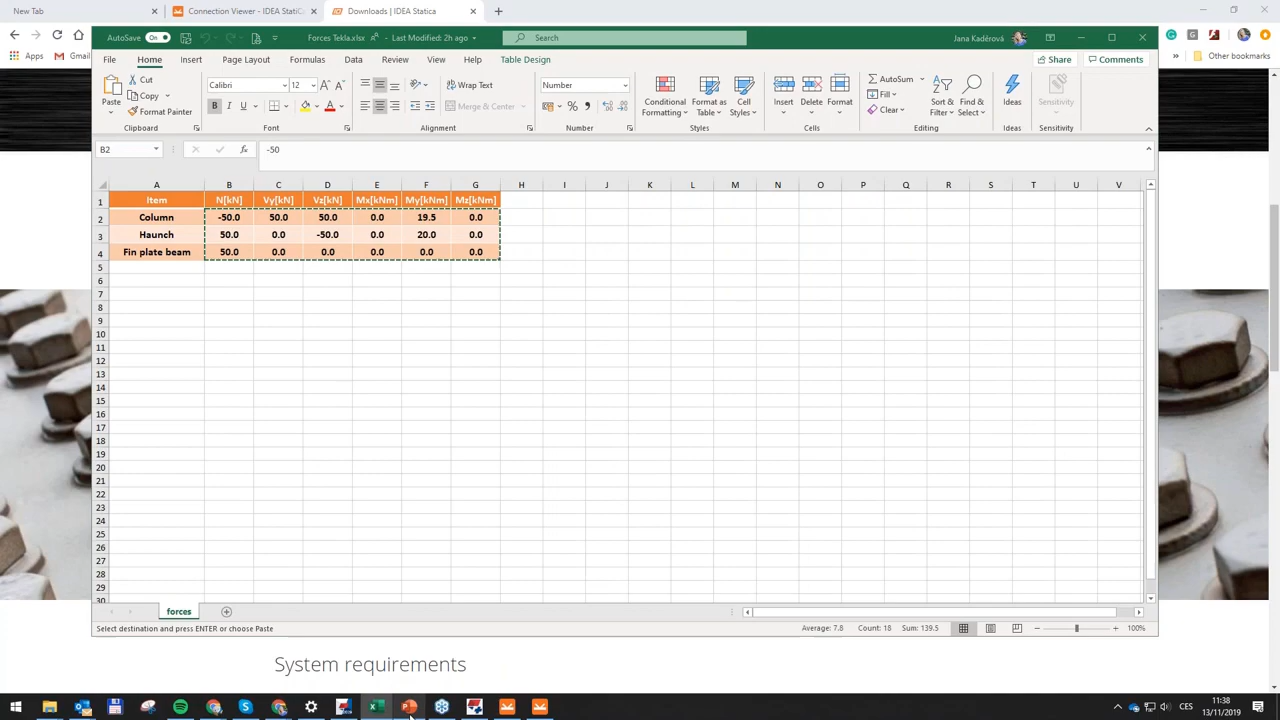 New Tab
Connection Viewer - IDEA StatiC
Downloads | IDEA Statica
Apps
Gmail
Other bookmarks
AutoSave On
Forces Tekla.xlsx - Last Modified: 2h ago
Search
Jana Kadérová
File Home Insert Page Layout Formulas Data Review View Help Table Design
Share Comments
Paste
Cut
Copy
Format Painter
Clipboard
Calibri 12
B I U
Font
Wrap Text
Merge & Center
Alignment
Number
Number
Conditional Formatting
Format as Table
Cell Styles
Styles
Insert Delete Format
Cells
AutoSum
Fill
Clear
Sort & Filter
Find & Select
Editing
Ideas
Ideas
Sensitivity
Sensitivity
B2 fx -50
A B C D E F G H I J K L M N O P Q R S T U V
1 Item N[kN] Vy[kN] Vz[kN] Mx[kNm] My[kNm] Mz[kNm]
2 Column -50.0 50.0 50.0 0.0 19.5 0.0
3 Haunch 50.0 0.0 -50.0 0.0 20.0 0.0
4 Fin plate beam 50.0 0.0 0.0 0.0 0.0 0.0
5
6
7
8
9
10
11
12
13
14
15
16
17
18
19
20
21
22
23
24
25
26
27
28
29
30
forces
Select destination and press ENTER or choose Paste
Average: 7.8 Count: 18 Sum: 139.5
100%
System requirements
CES
11:38
13/11/2019